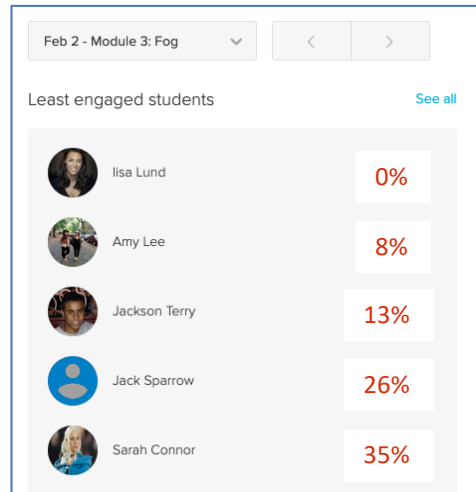 Feb 2 - Module 3: Fog
Least engaged students See all
Ilsa Lund 0%
Amy Lee 8%
Jackson Terry 13%
Jack Sparrow 26%
Sarah Connor 35%